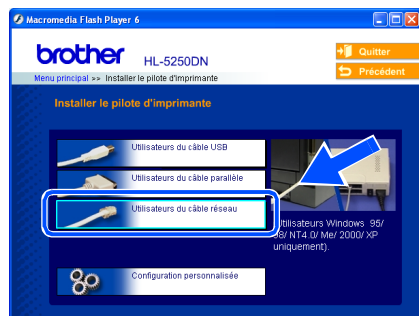 Macromedia Flash Player 6
brother
HL-5250DN
Quitter
Précédent
Menu principal >> Installer le pilote d'imprimante
Installer le pilote d'imprimante
Utilisateurs du câble USB
Utilisateurs du câble parallèle
Utilisateurs du câble réseau
Configuration personnalisée
Utilisateurs Windows 95/
98/ NT4.0/ Me/ 2000/ XP
uniquement).